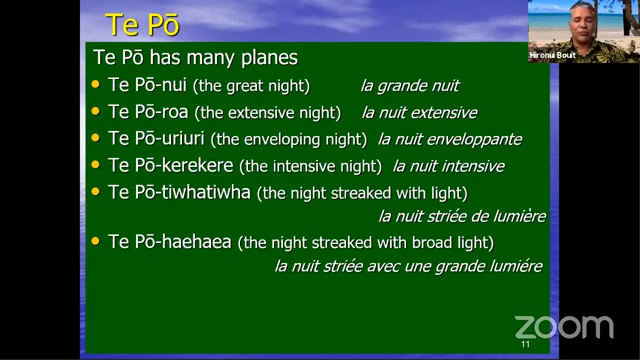 Te Pō
Te Pō has many planes
Te Pō-nui (the great night) la grande nuit
Te Pō-roa (the extensive night) la nuit extensive
Te Pō-uriuri (the enveloping night) la nuit enveloppante
Te Pō-kerekere (the intensive night) la nuit intensive
Te Pō-tiwhatiwha (the night streaked with light)
la nuit striée de lumière
Te Pō-haehaea (the night streaked with broad light)
la nuit striée avec une grande lumiére
Hironui Bouit
zoom
11